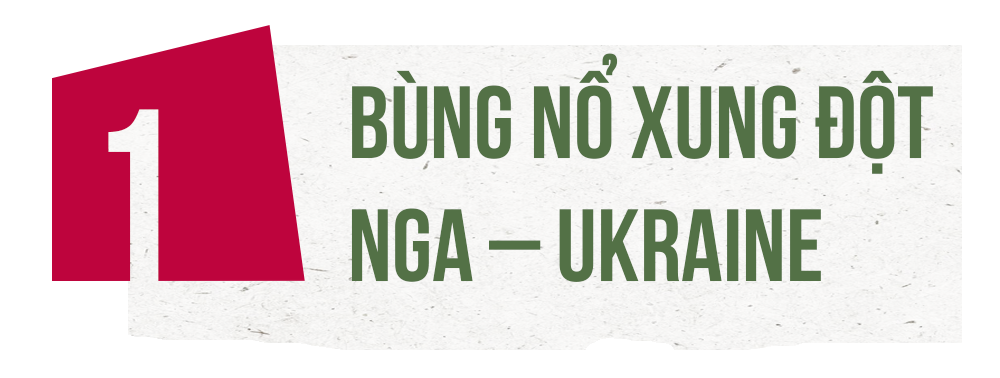 1
BÙNG NỔ XUNG ĐỘT
NGA – UKRAINE